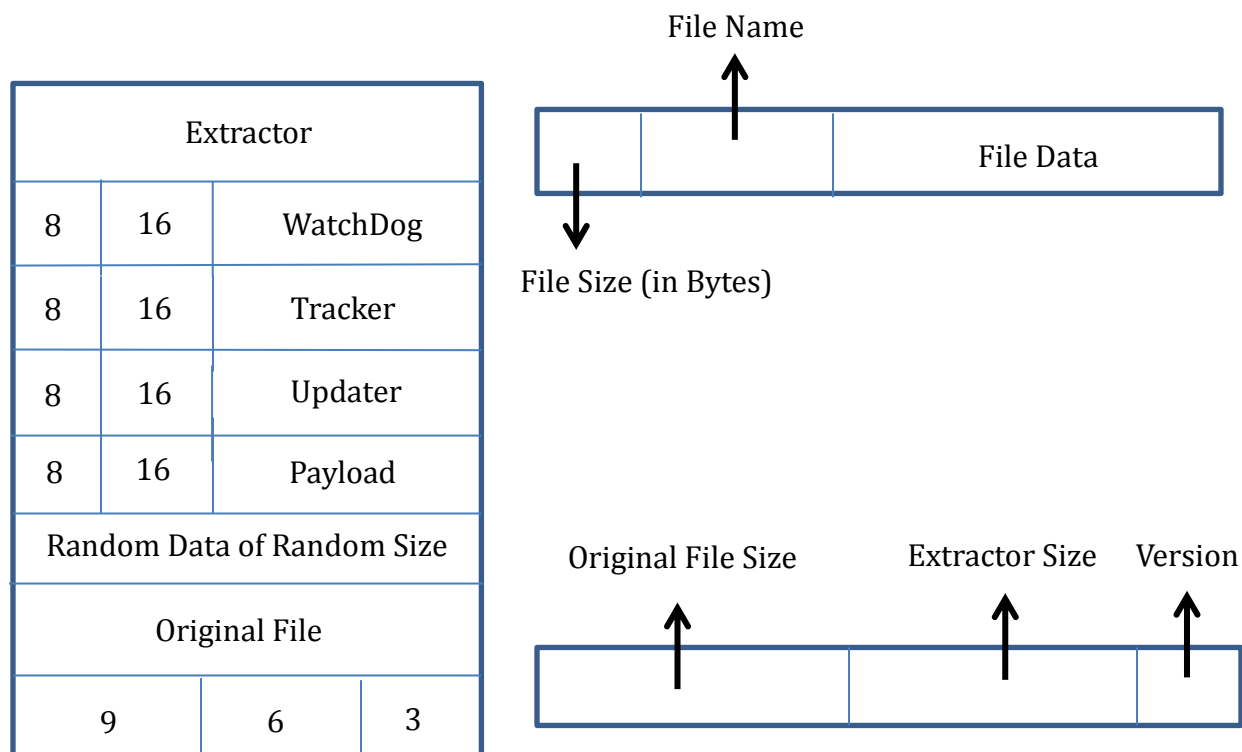 File Name
Extractor
File Data
8 16 WatchDog
File Size (in Bytes)
8 16 Tracker
8 16 Updater
8 16 Payload
Random Data of Random Size
Original File Size Extractor Size Version
Original File
9 6 3